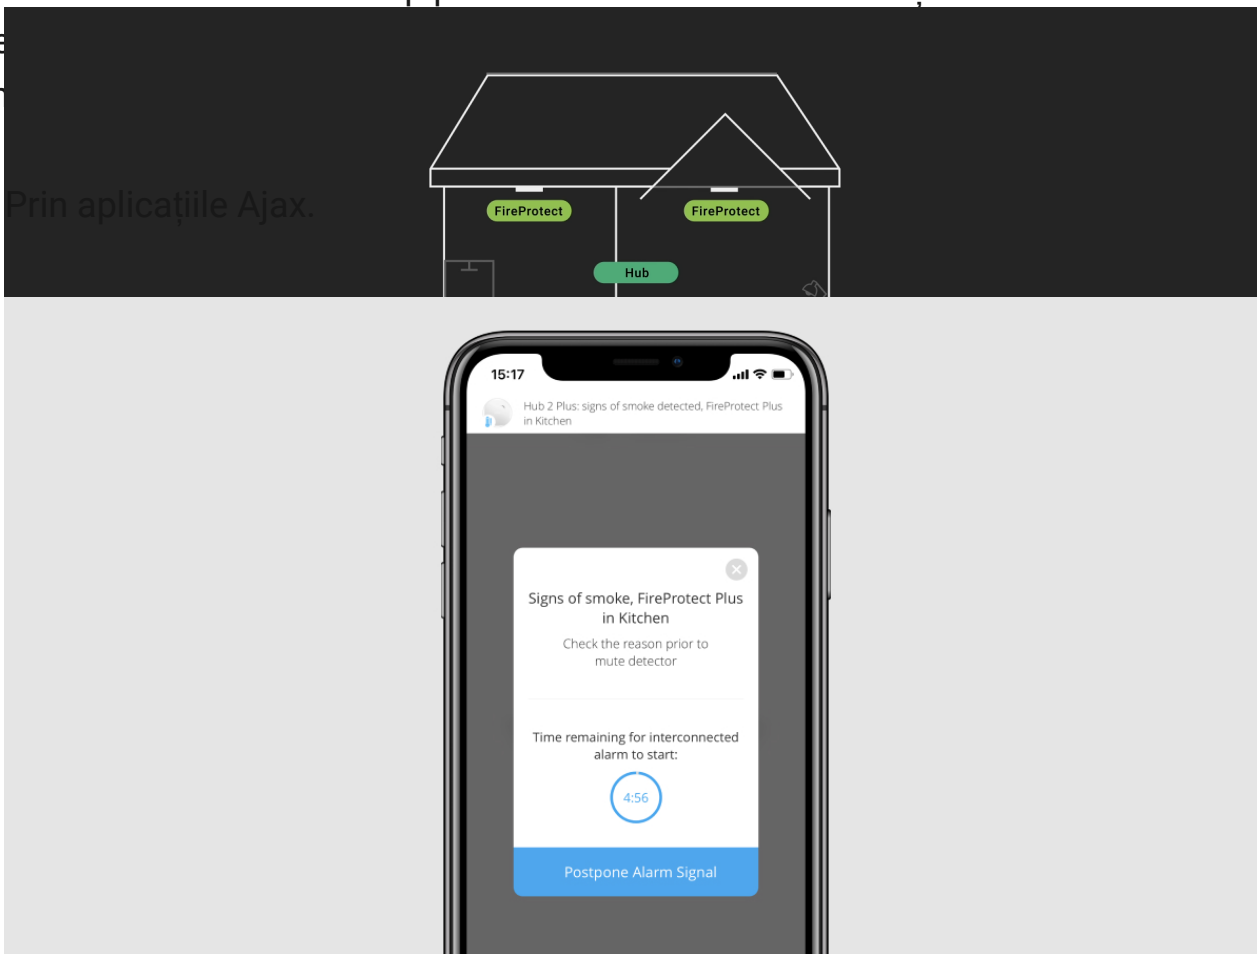 Prin aplicațiile Ajax.
FireProtect
FireProtect
Hub
15:17
Hub 2 Plus: signs of smoke detected, FireProtect Plus
in Kitchen
Signs of smoke, FireProtect Plus
in Kitchen
Check the reason prior to
mute detector
Time remaining for interconnected
alarm to start:
4:56
Postpone Alarm Signal